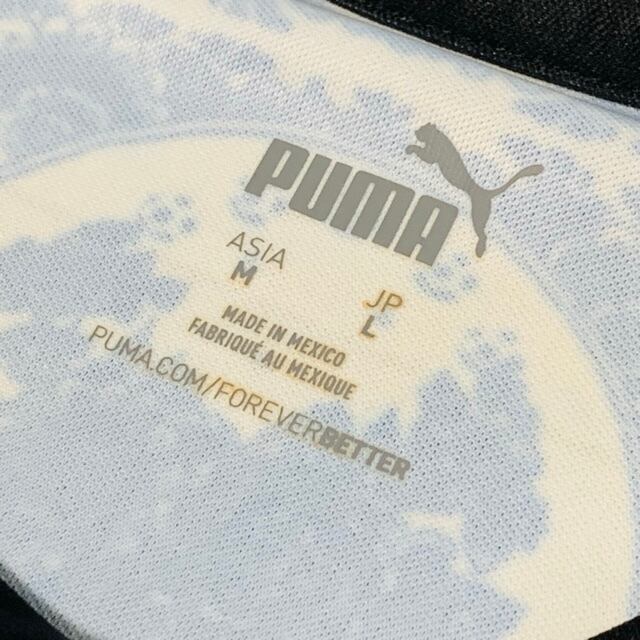 PUMA
ASIA JP
M L
MADE IN MEXICO
FABRIQUÉ AU MEXIQUE
PUMA.COM/FOREVERBETTER